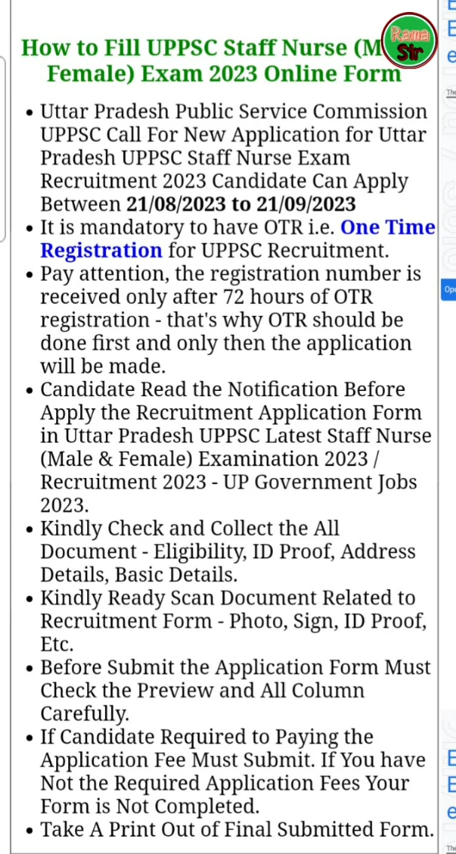 How to Fill UPPSC Staff Nurse (M
Rama
Str
Female) Exam 2023 Online Form
• Uttar Pradesh Public Service Commission
UPPSC Call For New Application for Uttar
Pradesh UPPSC Staff Nurse Exam
Recruitment 2023 Candidate Can Apply
Between 21/08/2023 to 21/09/2023
• It is mandatory to have OTR i.e. One Time
Registration for UPPSC Recruitment.
• Pay attention, the registration number is
received only after 72 hours of OTR
registration - that's why OTR should be
done first and only then the application
will be made.
• Candidate Read the Notification Before
Apply the Recruitment Application Form
in Uttar Pradesh UPPSC Latest Staff Nurse
(Male & Female) Examination 2023 /
Recruitment 2023 - UP Government Jobs
2023.
• Kindly Check and Collect the All
Document - Eligibility, ID Proof, Address
Details, Basic Details.
• Kindly Ready Scan Document Related to
Recruitment Form - Photo, Sign, ID Proof,
Etc.
• Before Submit the Application Form Must
Check the Preview and All Column
Carefully.
• If Candidate Required to Paying the
Application Fee Must Submit. If You have
Not the Required Application Fees Your
Form is Not Completed.
• Take A Print Out of Final Submitted Form.